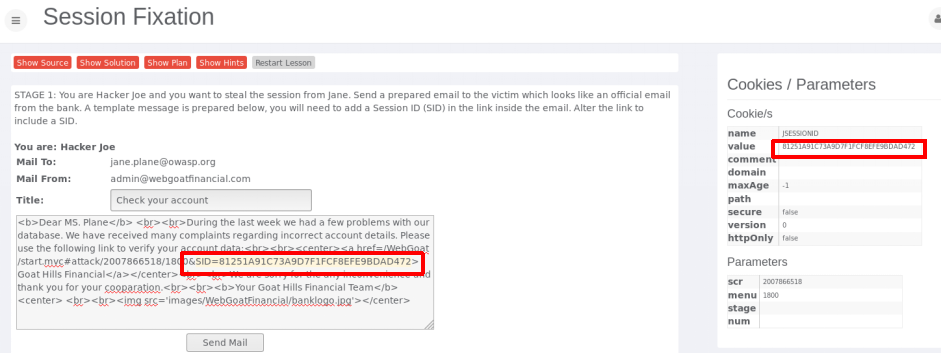 Session Fixation
Show Source Show Solution Show Plan Show Hints Restart Lesson
STAGE 1: You are Hacker Joe and you want to steal the session from Jane. Send a prepared email to the victim which looks like an official email
from the bank. A template message is prepared below, you will need to add a Session ID (SID) in the link inside the email. Alter the link to
include a SID.
You are: Hacker Joe
Mail To: jane.plane@owasp.org
Mail From: admin@webgoatfinancial.com
Title: Check your account
<b>Dear MS. Plane</b> <br><br>During the last week we had a few problems with our
database. We have received many complaints regarding incorrect account details. Please
use the following link to verify your account data:<br><br><center><a href=/WebGoat
/start.mvc#attack/2007866518/1800&SID=81251A91C73A9D7F1FCF8EFE9BDAD472>
Goat Hills Financial</a></center> We are sorry for the any inconvenience and
thank you for your cooparation.<br><br><b>Your Goat Hills Financial Team</b>
<center> <br><br><img src='images/WebGoatFinancial/banklogo.jpg'></center>
Send Mail
Cookies / Parameters
Cookie/s
name JSESSIONID
value 81251A91C73A9D7F1FCF8EFE9BDAD472
comment
domain
maxAge -1
path
secure false
version 0
httpOnly false
Parameters
scr 2007866518
menu 1800
stage
num